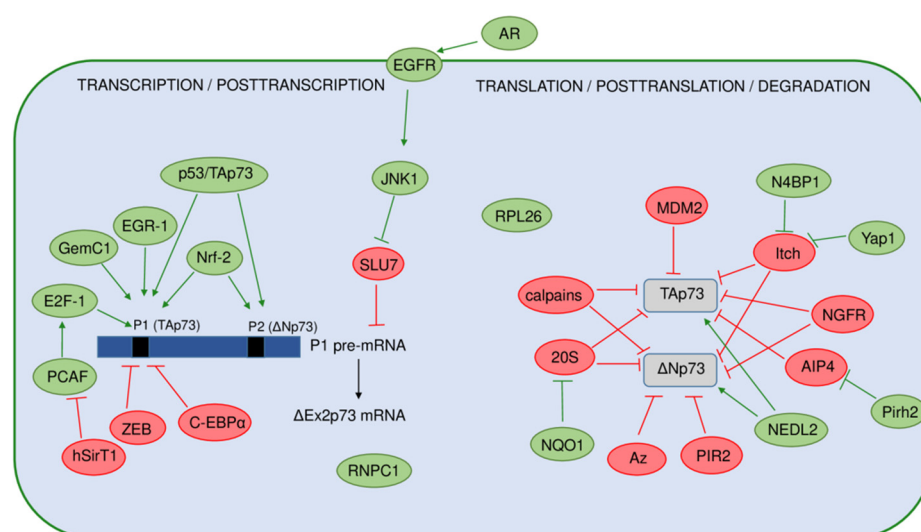 AR
EGFR
TRANSCRIPTION / POSTTRANSCRIPTION
TRANSLATION / POSTTRANSLATION / DEGRADATION
p53/TAp73
JNK1
N4BP1
RPL26
MDM2
EGR-1
GemC1
Nrf-2
SLU7
Itch
Yap1
E2F-1
P1 (TAp73)
P2 (ΔNp73)
P1 pre-mRNA
calpains
TAp73
NGFR
PCAF
20S
ΔNp73
AIP4
ΔEx2p73 mRNA
Pirh2
ZEB
C-EBPα
hSirT1
NQO1
NEDL2
Az
PIR2
RNPC1